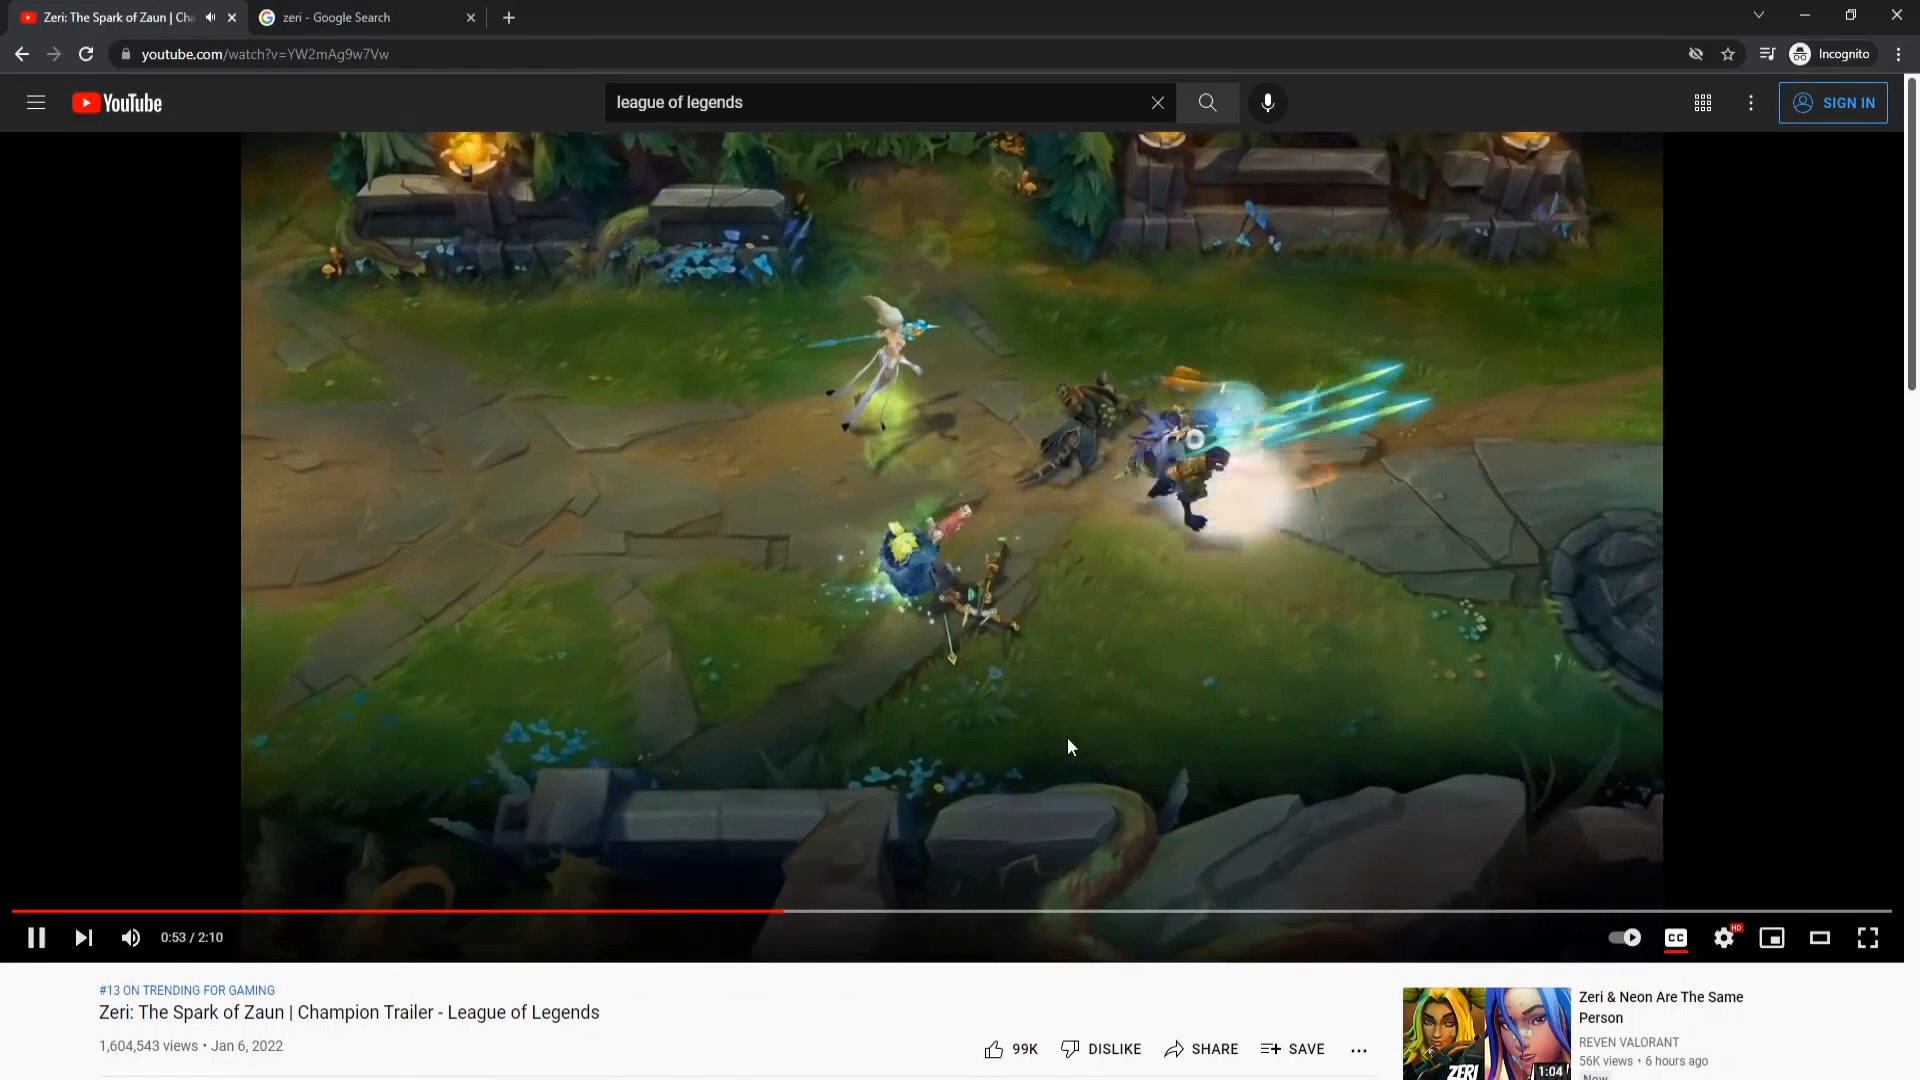 Zeri: The Spark of Zaun | Cha
zeri - Google Search
youtube.com/watch?v=YW2mAg9w7Vw
Incognito
YouTube
league of legends
SIGN IN
0:53 / 2:10
CC
HD
#13 ON TRENDING FOR GAMING
Zeri: The Spark of Zaun | Champion Trailer - League of Legends
1,604,543 views • Jan 6, 2022
99K
DISLIKE
SHARE
SAVE
ZERI
1:04
Zeri & Neon Are The Same
Person
REVEN VALORANT
56K views • 6 hours ago
New